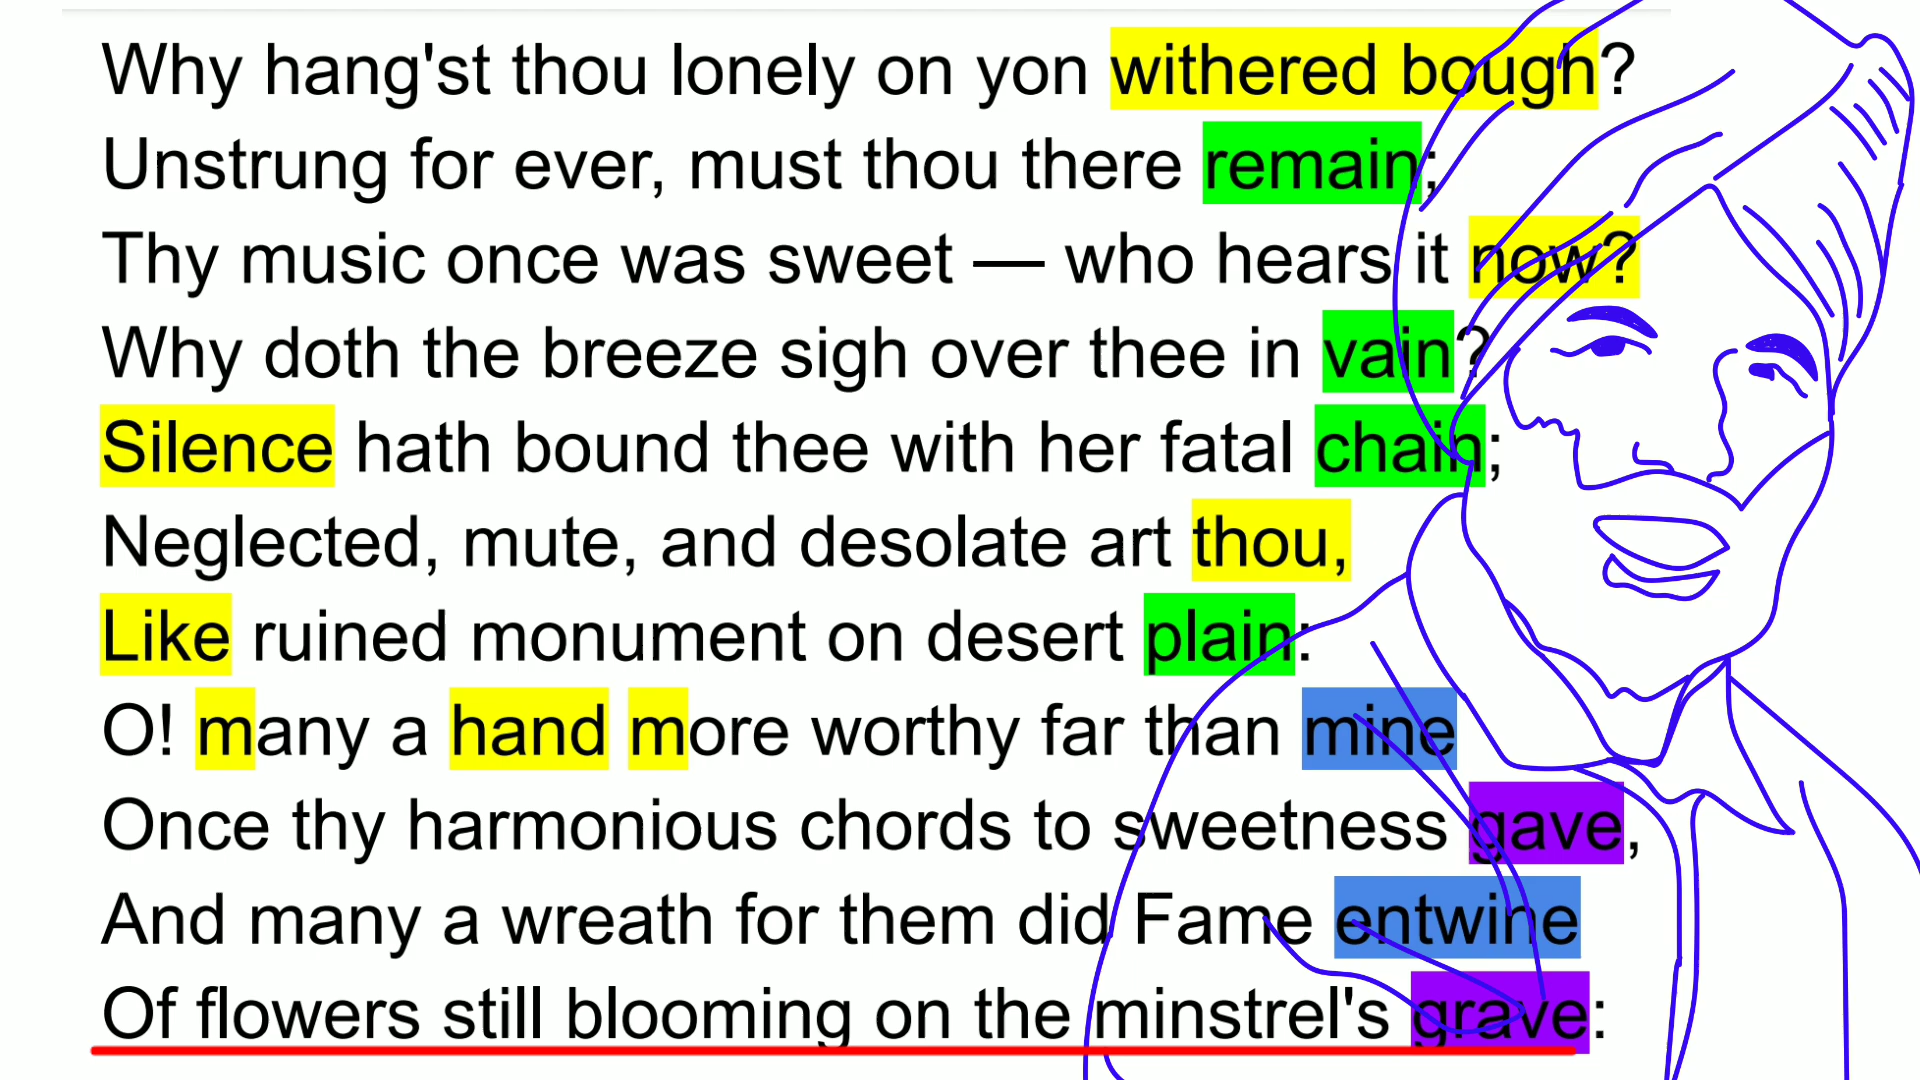 Why hang'st thou lonely on yon withered bough?
Unstrung for ever, must thou there remain;
Thy music once was sweet — who hears it now?
Why doth the breeze sigh over thee in vain?
Silence hath bound thee with her fatal chain;
Neglected, mute, and desolate art thou,
Like ruined monument on desert plain:
O! many a hand more worthy far than mine
Once thy harmonious chords to sweetness gave,
And many a wreath for them did Fame entwine
Of flowers still blooming on the minstrel's grave: